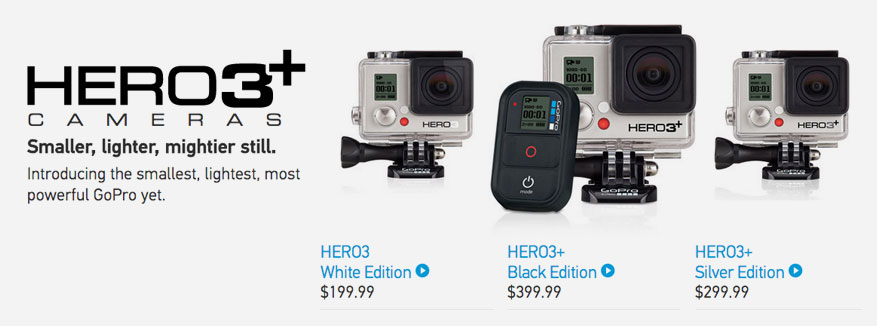 HERO3+
CAMERAS
Smaller, lighter, mightier still.
Introducing the smallest, lightest, most
powerful GoPro yet.
00:01
HERO3
00:01
GoPro
mode
00:01
HERO3+
GoPro
00:01
HERO3+
HERO3
White Edition
$199.99
HERO3+
Black Edition
$399.99
HERO3+
Silver Edition
$299.99